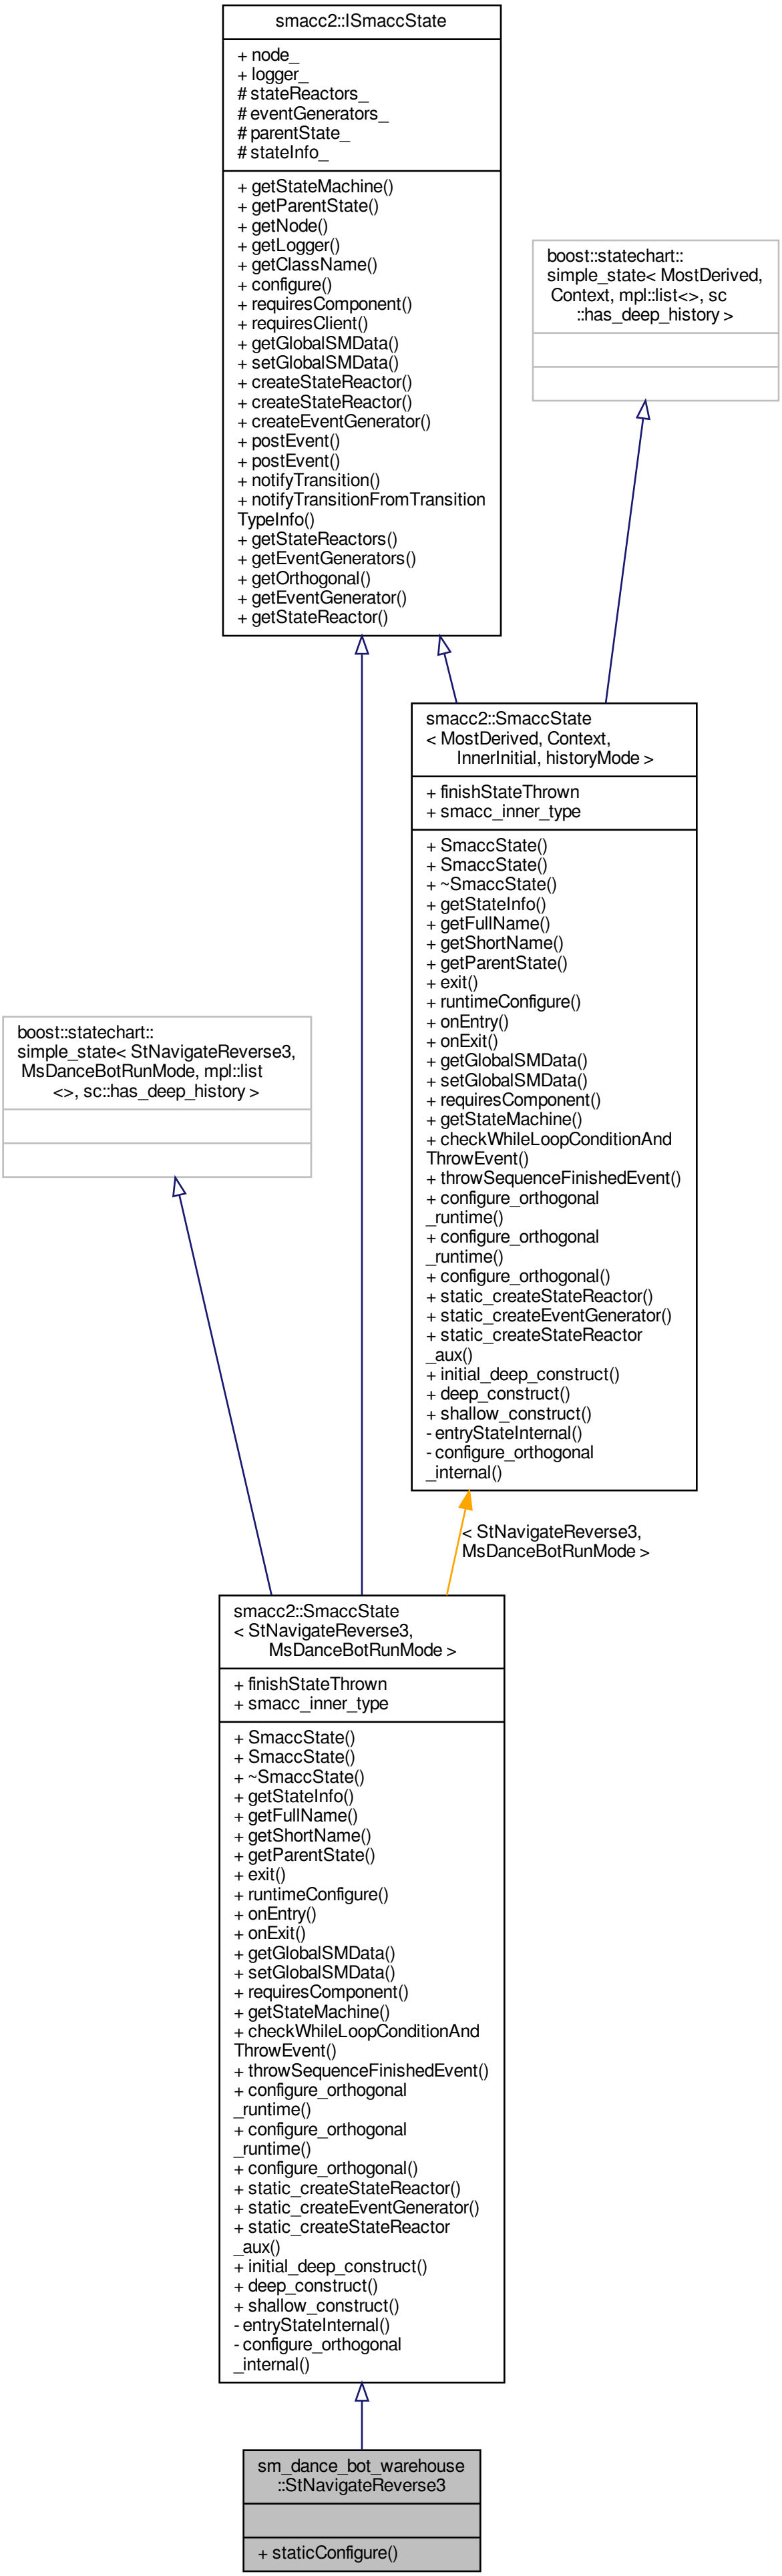 smacc2::ISmaccState
+ node_
+ logger_
# stateReactors_
# eventGenerators_
# parentState_
# stateInfo_
+ getStateMachine()
+ getParentState()
+ getNode()
+ getLogger()
+ getClassName()
+ configure()
+ requiresComponent()
+ requiresClient()
+ getGlobalSMData()
+ setGlobalSMData()
+ createStateReactor()
+ createStateReactor()
+ createEventGenerator()
+ postEvent()
+ postEvent()
+ notifyTransition()
+ notifyTransitionFromTransition
TypeInfo()
+ getStateReactors()
+ getEventGenerators()
+ getOrthogonal()
+ getEventGenerator()
+ getStateReactor()
boost::statechart::
simple_state< MostDerived,
Context, mpl::list<>, sc
::has_deep_history >
smacc2::SmaccState
< MostDerived, Context,
InnerInitial, historyMode >
+ finishStateThrown
+ smacc_inner_type
+ SmaccState()
+ SmaccState()
+ ~SmaccState()
+ getStateInfo()
+ getFullName()
+ getShortName()
+ getParentState()
+ exit()
+ runtimeConfigure()
+ onEntry()
+ onExit()
+ getGlobalSMData()
+ setGlobalSMData()
+ requiresComponent()
+ getStateMachine()
+ checkWhileLoopConditionAnd
ThrowEvent()
+ throwSequenceFinishedEvent()
+ configure_orthogonal
_runtime()
+ configure_orthogonal
_runtime()
+ configure_orthogonal()
+ static_createStateReactor()
+ static_createEventGenerator()
+ static_createStateReactor
_aux()
+ initial_deep_construct()
+ deep_construct()
+ shallow_construct()
- entryStateInternal()
- configure_orthogonal
_internal()
boost::statechart::
simple_state< StNavigateReverse3,
MsDanceBotRunMode, mpl::list
<>, sc::has_deep_history >
< StNavigateReverse3,
MsDanceBotRunMode >
smacc2::SmaccState
< StNavigateReverse3,
MsDanceBotRunMode >
+ finishStateThrown
+ smacc_inner_type
+ SmaccState()
+ SmaccState()
+ ~SmaccState()
+ getStateInfo()
+ getFullName()
+ getShortName()
+ getParentState()
+ exit()
+ runtimeConfigure()
+ onEntry()
+ onExit()
+ getGlobalSMData()
+ setGlobalSMData()
+ requiresComponent()
+ getStateMachine()
+ checkWhileLoopConditionAnd
ThrowEvent()
+ throwSequenceFinishedEvent()
+ configure_orthogonal
_runtime()
+ configure_orthogonal
_runtime()
+ configure_orthogonal()
+ static_createStateReactor()
+ static_createEventGenerator()
+ static_createStateReactor
_aux()
+ initial_deep_construct()
+ deep_construct()
+ shallow_construct()
- entryStateInternal()
- configure_orthogonal
_internal()
sm_dance_bot_warehouse
::StNavigateReverse3
+ staticConfigure()